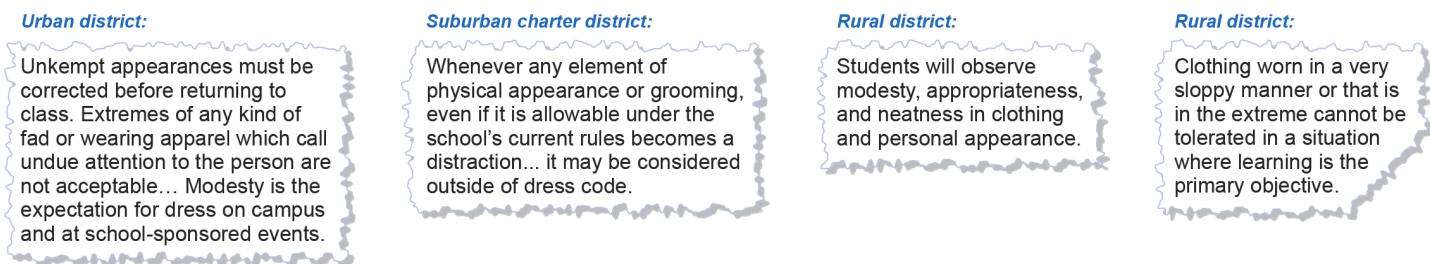 Urban district:
Unkempt appearances must be
corrected before returning to
class. Extremes of any kind of
fad or wearing apparel which call
undue attention to the person are
not acceptable… Modesty is the
expectation for dress on campus
and at school-sponsored events.
Suburban charter district:
Whenever any element of
physical appearance or grooming,
even if it is allowable under the
school’s current rules becomes a
distraction... it may be considered
outside of dress code.
Rural district:
Students will observe
modesty, appropriateness,
and neatness in clothing
and personal appearance.
Rural district:
Clothing worn in a very
sloppy manner or that is
in the extreme cannot be
tolerated in a situation
where learning is the
primary objective.